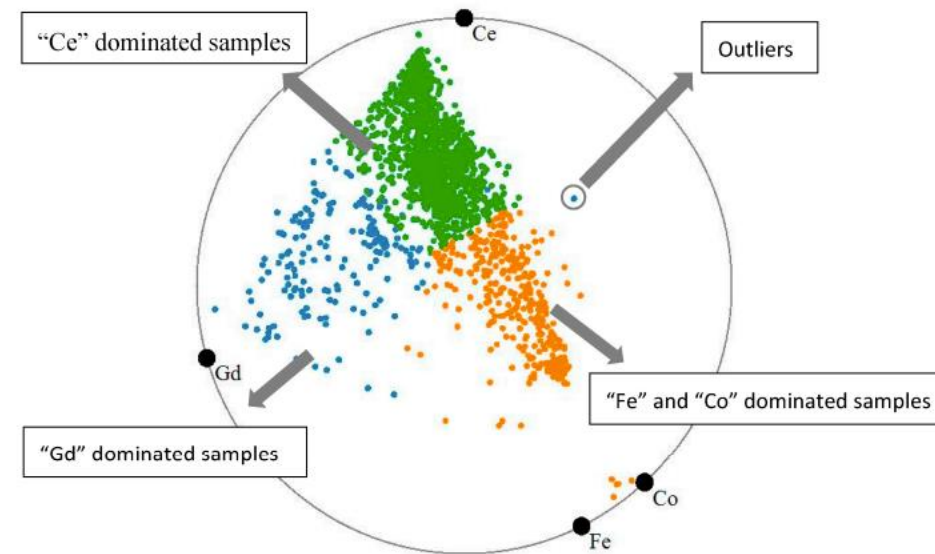 “Ce” dominated samples
Ce
Outliers
Gd
“Fe” and “Co” dominated samples
“Gd” dominated samples
Co
Fe